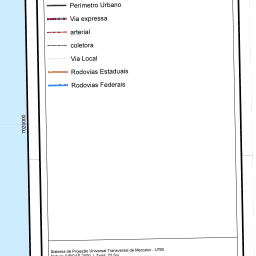 Perímetro Urbano
Via expressa
arterial
coletora
Via Local
Rodovias Estaduais
Rodovias Federais
7020000
Sistema de Projeção Universal Transversal de Mercator - UTM